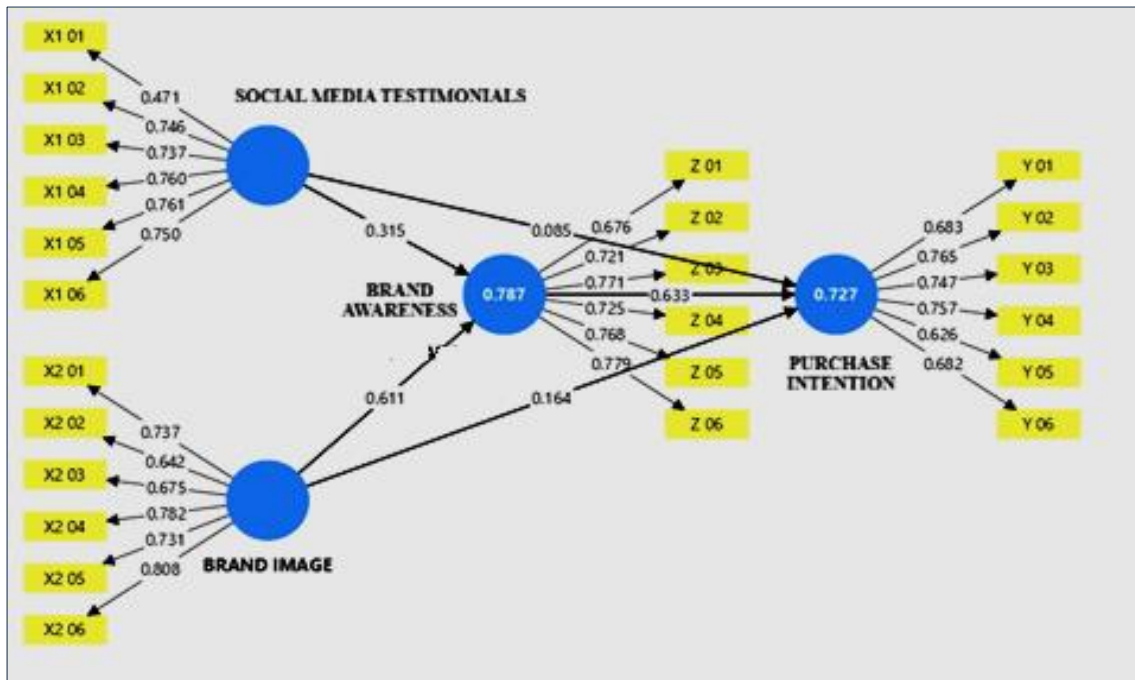 X1 01
X1 02
X1 03
X1 04
X1 05
X1 06
0.471
0.746
0.737
0.760
0.761
0.750
SOCIAL MEDIA TESTIMONIALS
X2 01
X2 02
X2 03
X2 04
X2 05
X2 06
0.737
0.642
0.675
0.782
0.731
0.808
BRAND IMAGE
0.315
0.611
0.085
0.633
0.164
BRAND
AWARENESS
0.787
Z 01
Z 02
Z 03
Z 04
Z 05
Z 06
0.676
0.721
0.771
0.725
0.768
0.779
0.727
PURCHASE
INTENTION
0.683
0.765
0.747
0.757
0.626
0.682
Y 01
Y 02
Y 03
Y 04
Y 05
Y 06